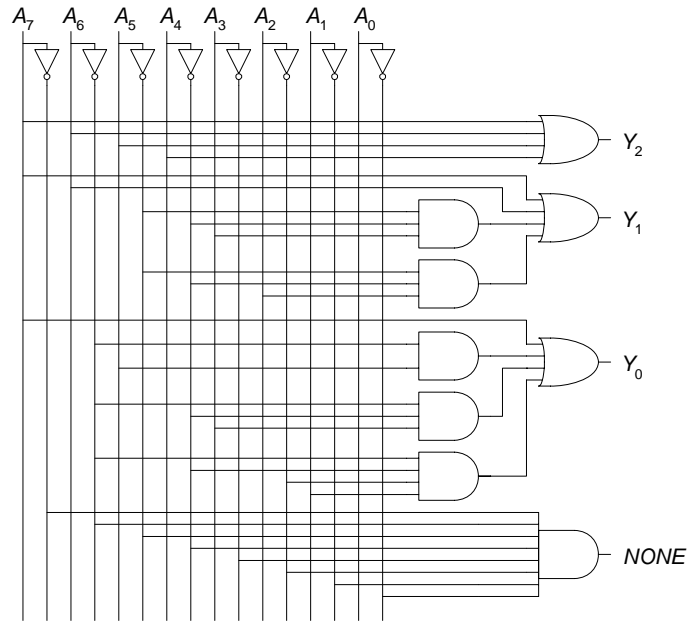 A₇ A₆ A₅ A₄ A₃ A₂ A₁ A₀
Y₂
Y₁
Y₀
NONE